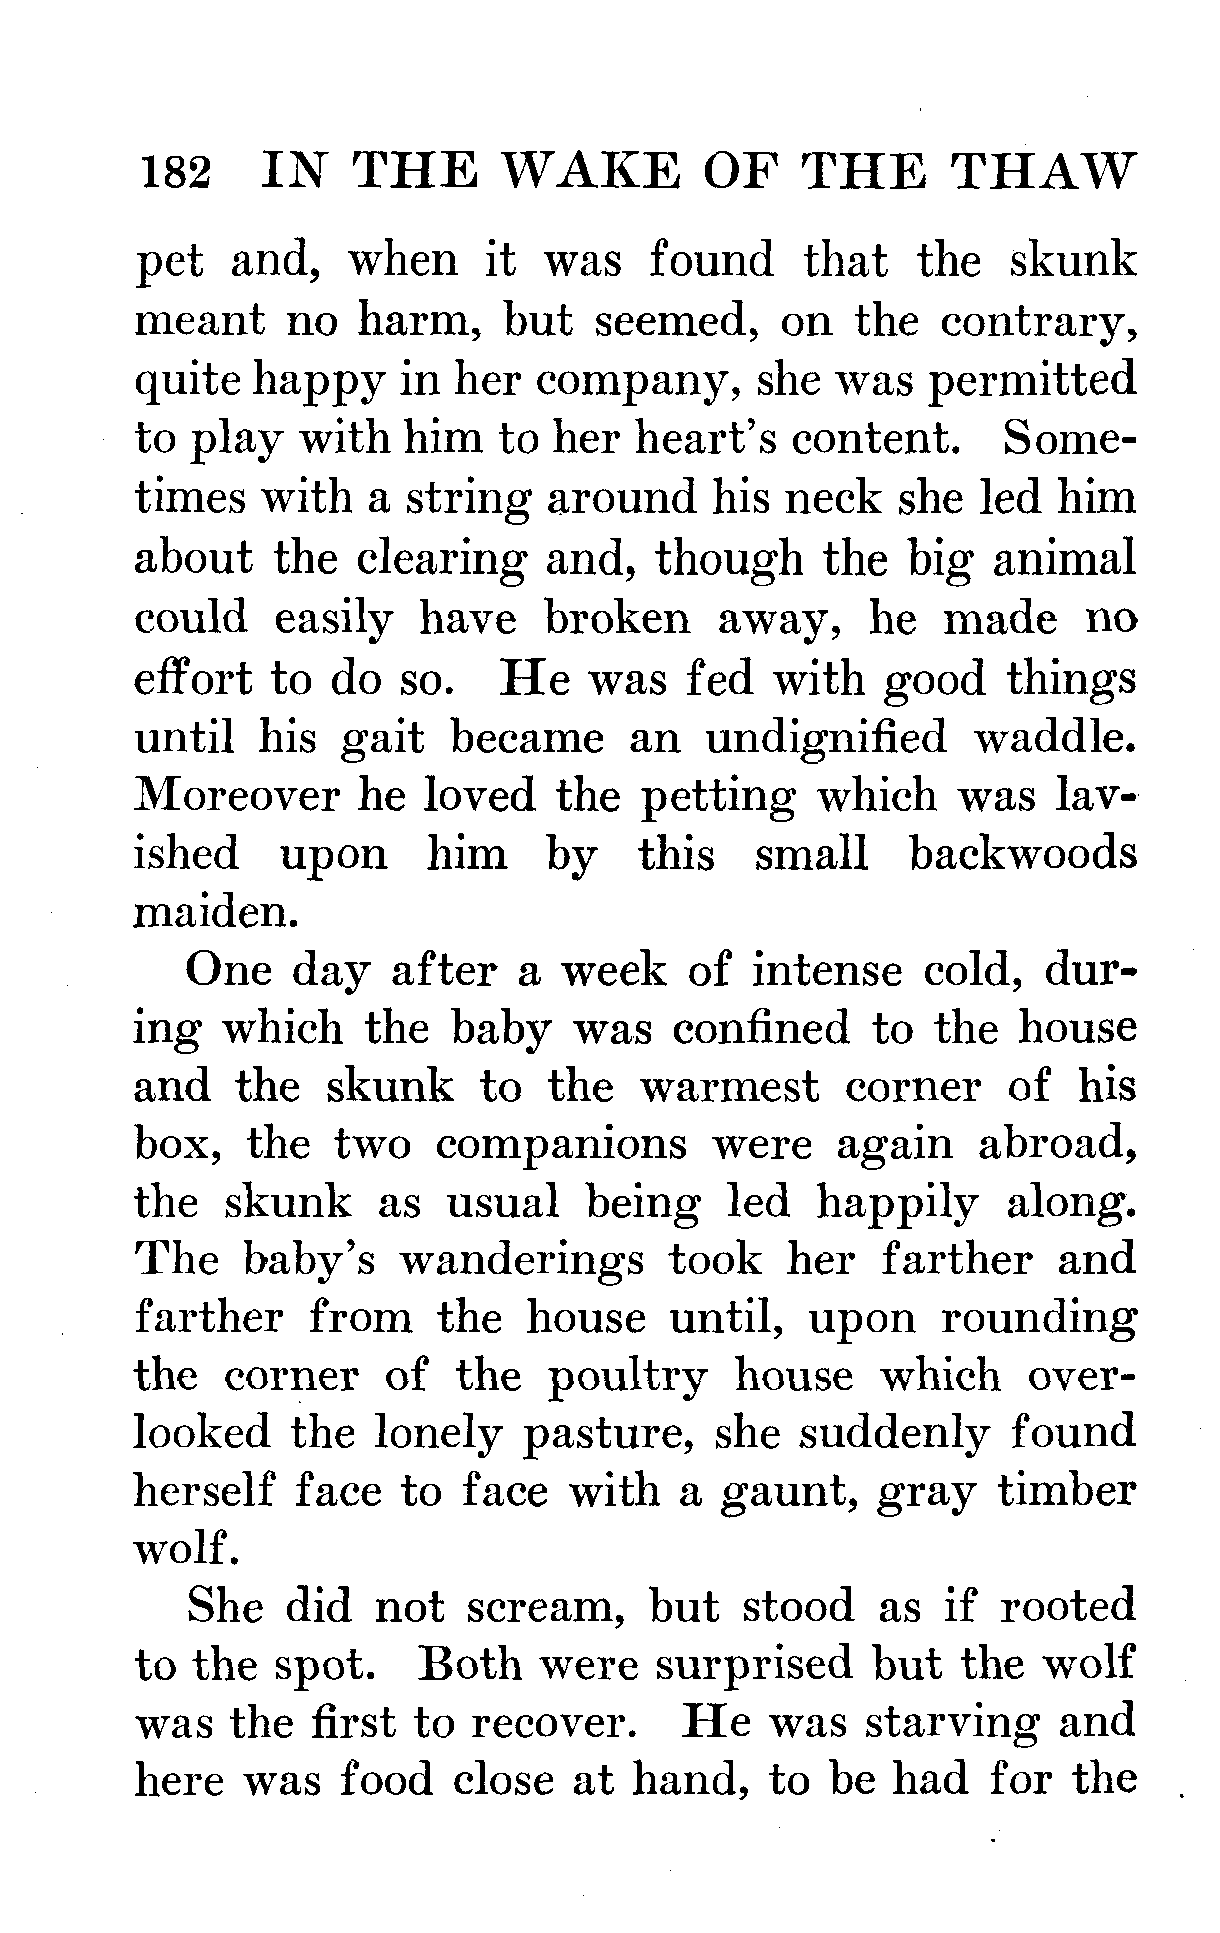 182 IN THE WAKE OF THE THAW
pet and, when it was found that the skunk
meant no harm, but seemed, on the contrary,
quite happy in her company, she was permitted
to play with him to her heart's content. Some-
times with a string around his neck she led him
about the clearing and, though the big animal
could easily have broken away, he made no
effort to do so. He was fed with good things
until his gait became an undignified waddle.
Moreover he loved the petting which was lav-
ished upon him by this small backwoods
maiden.
One day after a week of intense cold, dur-
ing which the baby was confined to the house
and the skunk to the warmest corner of his
box, the two companions were again abroad,
the skunk as usual being led happily along.
The baby's wanderings took her farther and
farther from the house until, upon rounding
the corner of the poultry house which over-
looked the lonely pasture, she suddenly found
herself face to face with a gaunt, gray timber
wolf.
She did not scream, but stood as if rooted
to the spot. Both were surprised but the wolf
was the first to recover. He was starving and
here was food close at hand, to be had for the